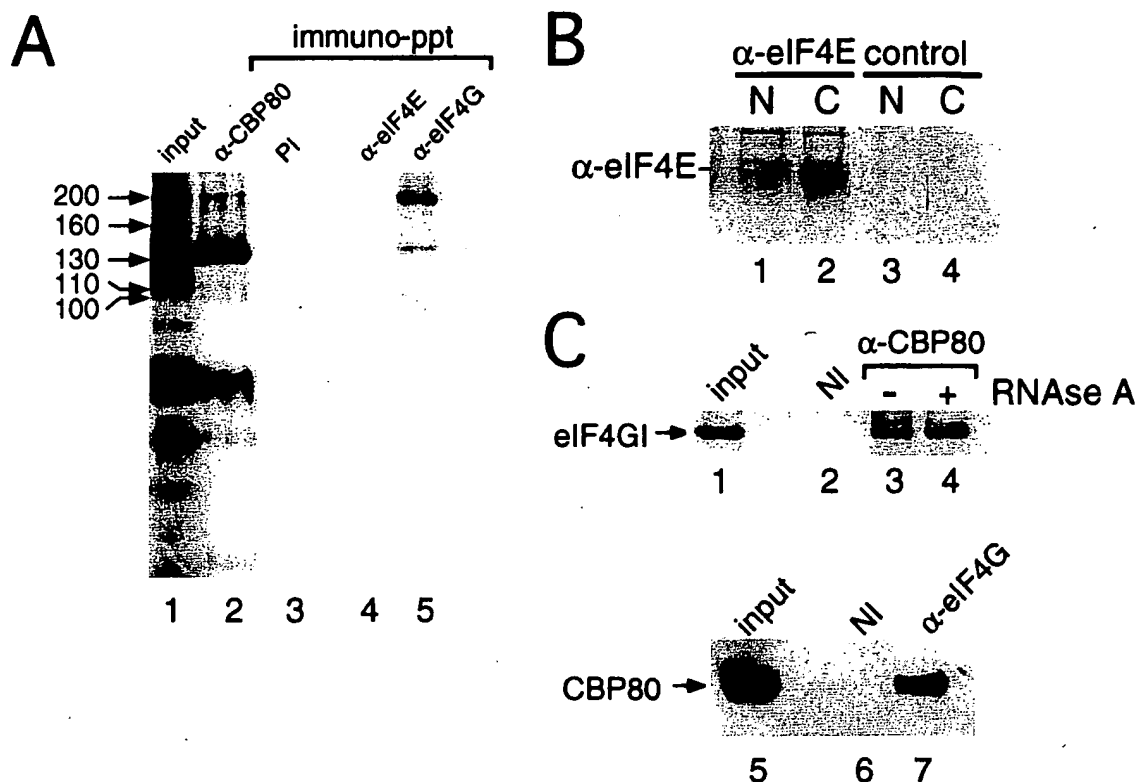 A
immuno-ppt
input
α-CBP80
PI
α-eIF4E
α-eIF4G
200
160
130
110
100
1 2 3 4 5
B
α-eIF4E control
N C N C
α-eIF4E-
1 2 3 4
C
α-CBP80
input
NI
- + RNAse A
eIF4GI
1 2 3 4
input
NI
α-eIF4G
CBP80
5 6 7